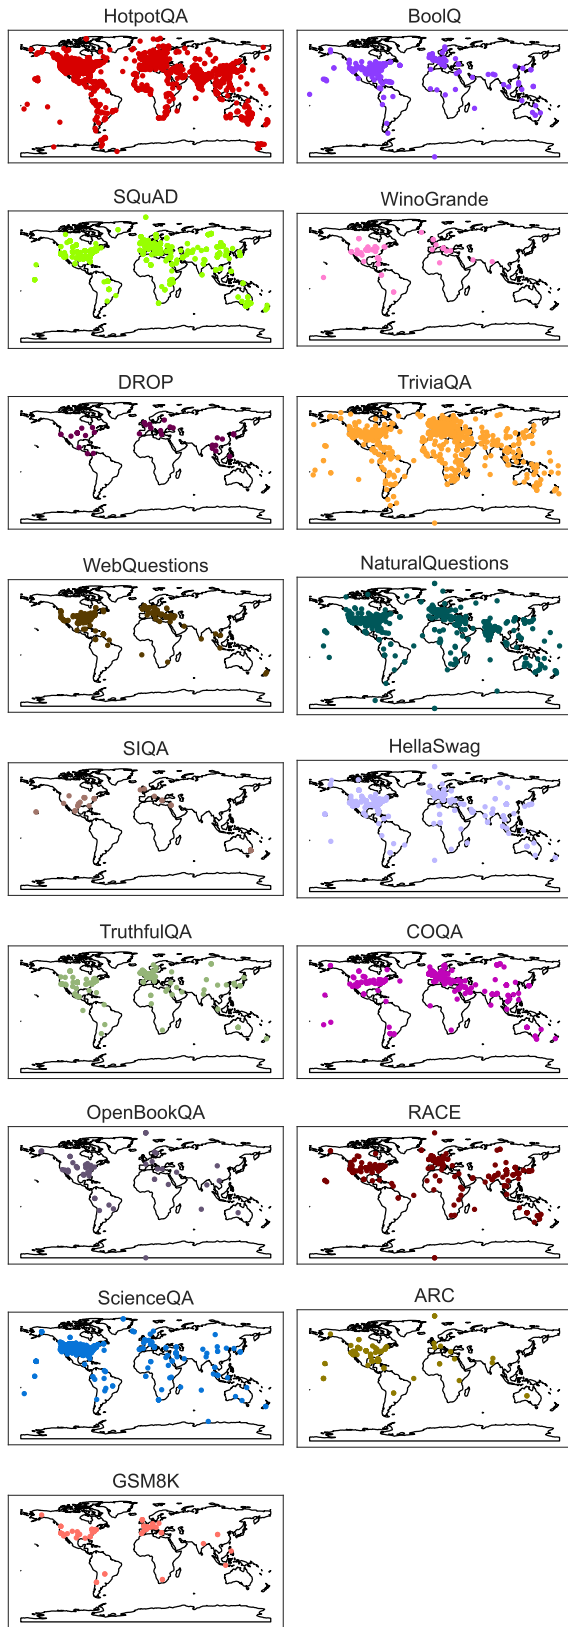 HotpotQA
BoolQ
SQuAD
WinoGrande
DROP
TriviaQA
WebQuestions
NaturalQuestions
SIQA
HellaSwag
TruthfulQA
COQA
OpenBookQA
RACE
ScienceQA
ARC
GSM8K